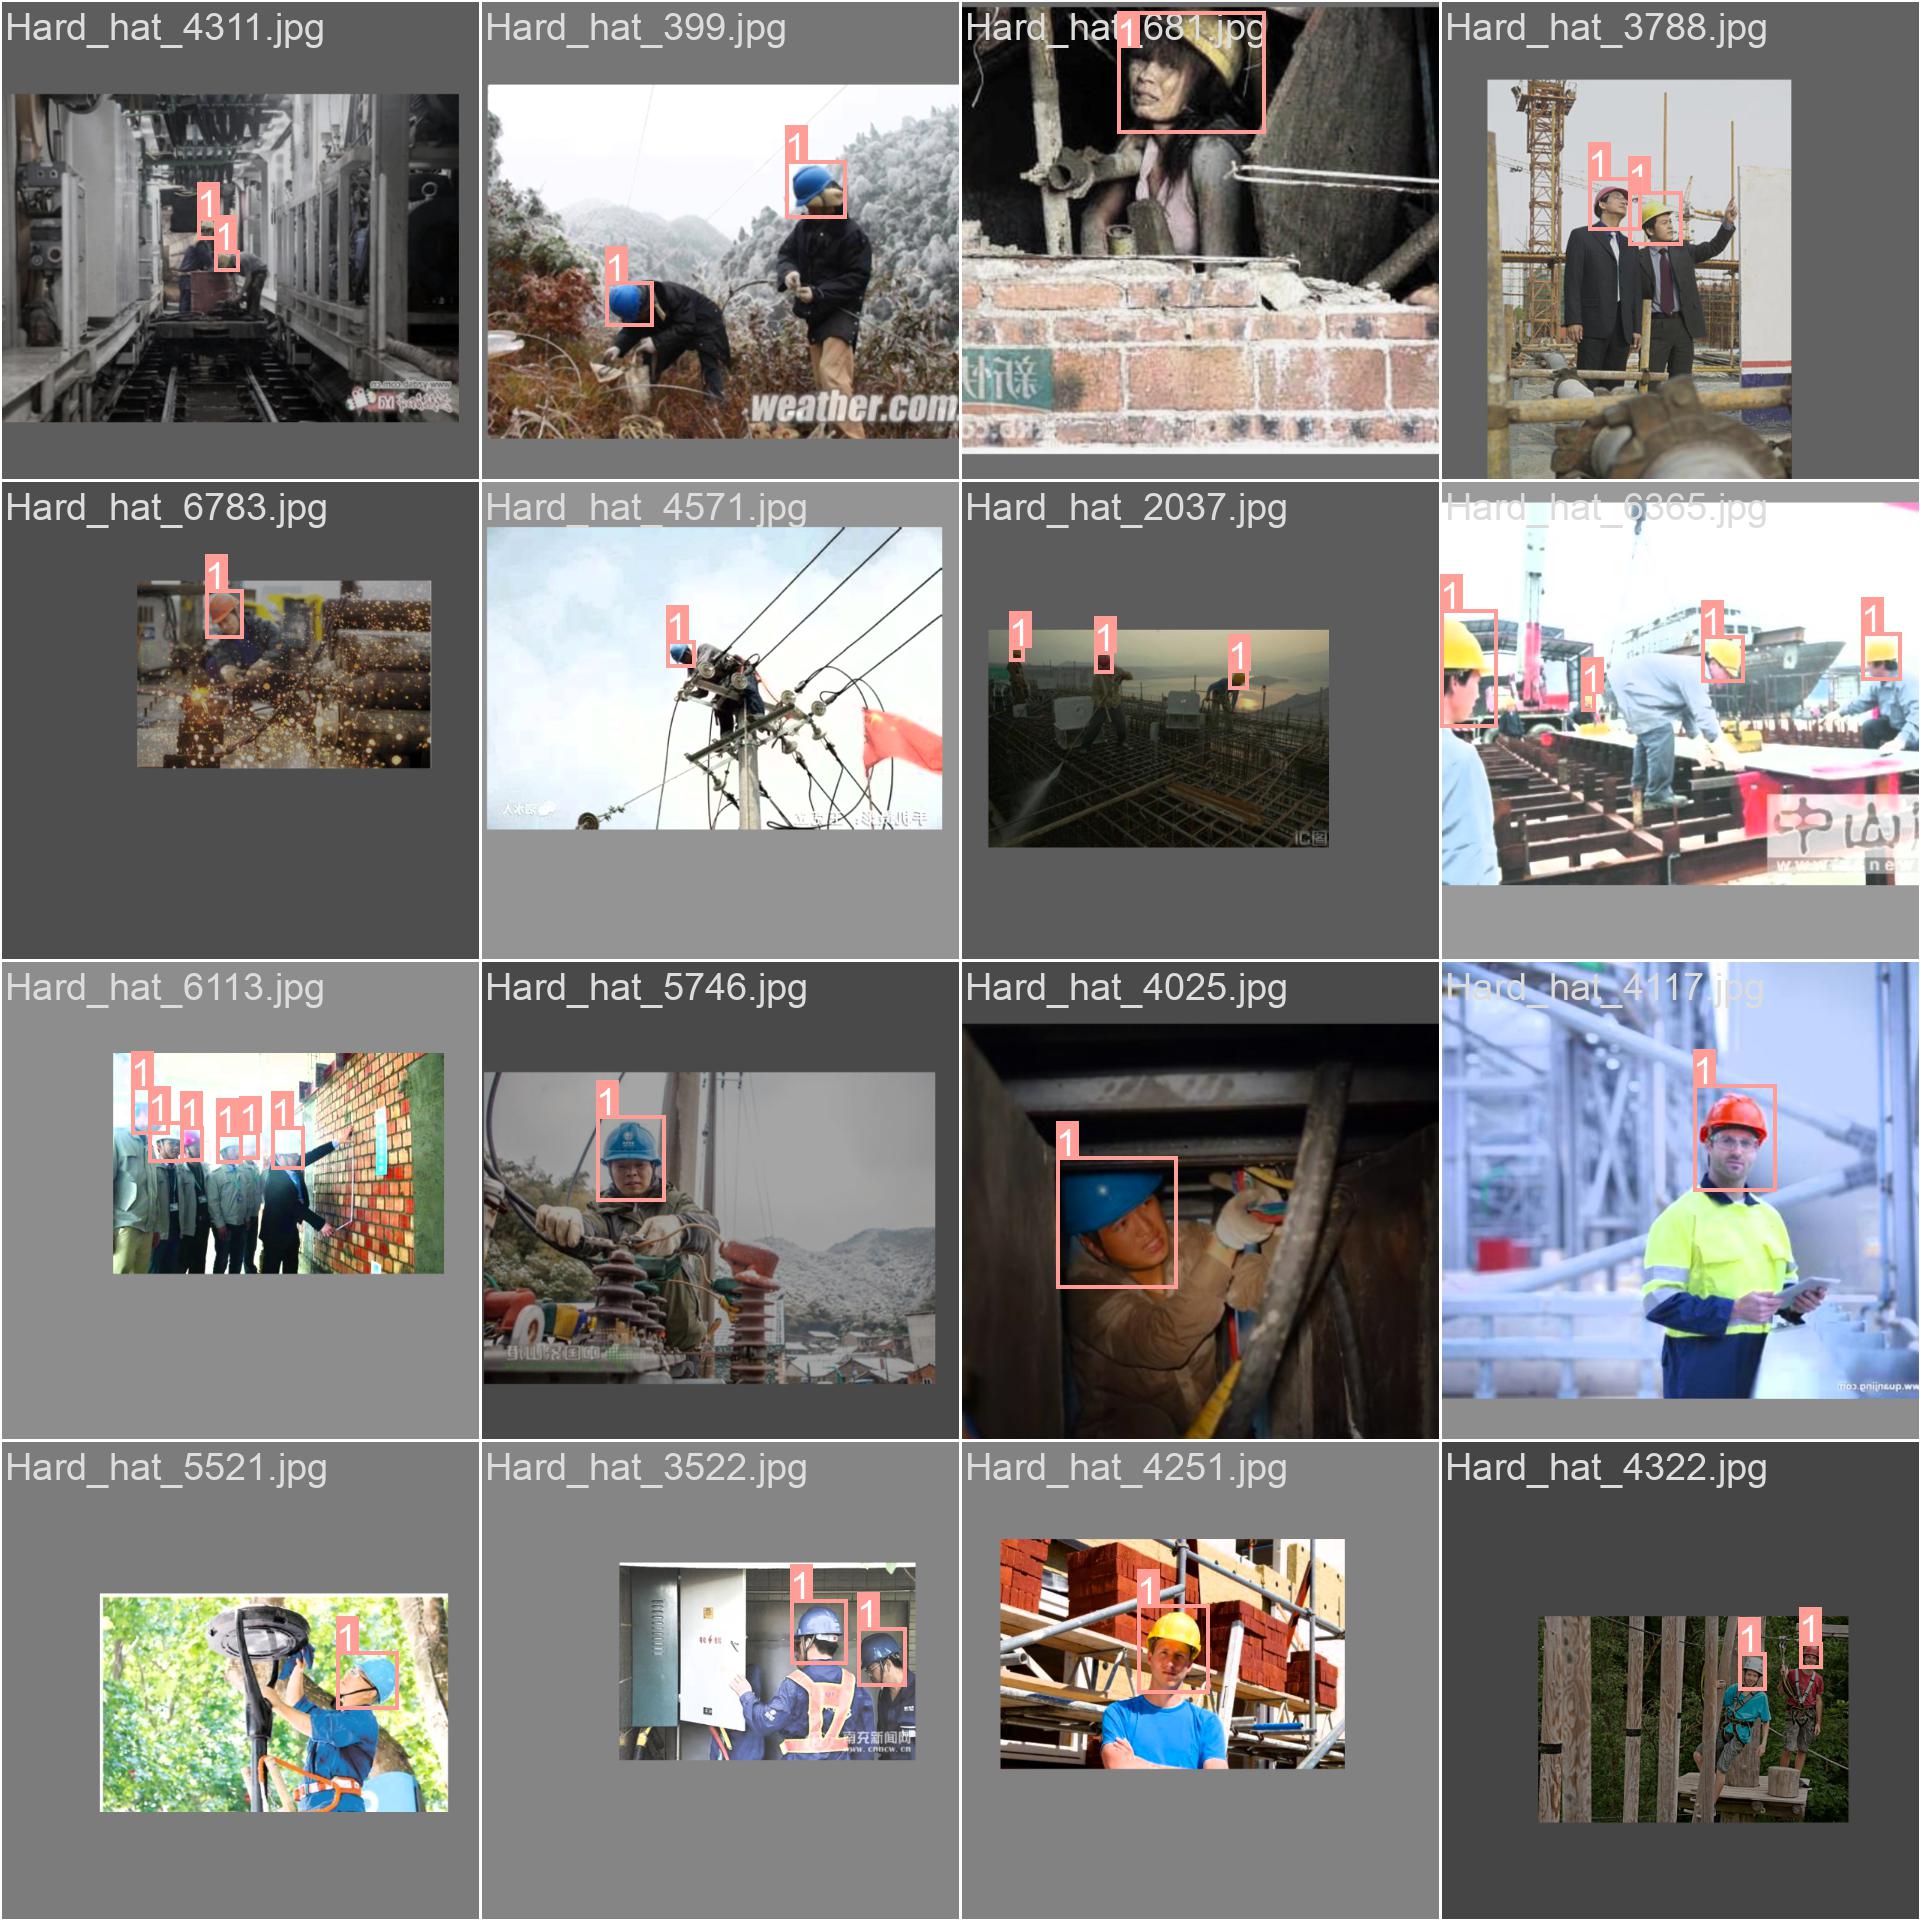 Hard_hat_4311.jpg
Hard_hat_399.jpg
Hard_hat_681.jpg
Hard_hat_3788.jpg
1
1
1
1
1
1
1
weather.com
Hard_hat_6783.jpg
Hard_hat_4571.jpg
Hard_hat_2037.jpg
Hard_hat_6365.jpg
1
1
1
1
1
1
1
1
1
中山
Hard_hat_6113.jpg
Hard_hat_5746.jpg
Hard_hat_4025.jpg
Hard_hat_4117.jpg
1
1
1
1
1
1
1
1
1
www.quanjing.com
Hard_hat_5521.jpg
Hard_hat_3522.jpg
Hard_hat_4251.jpg
Hard_hat_4322.jpg
1
1
1
1
1
1
南充新闻网
www.cnncw.cn